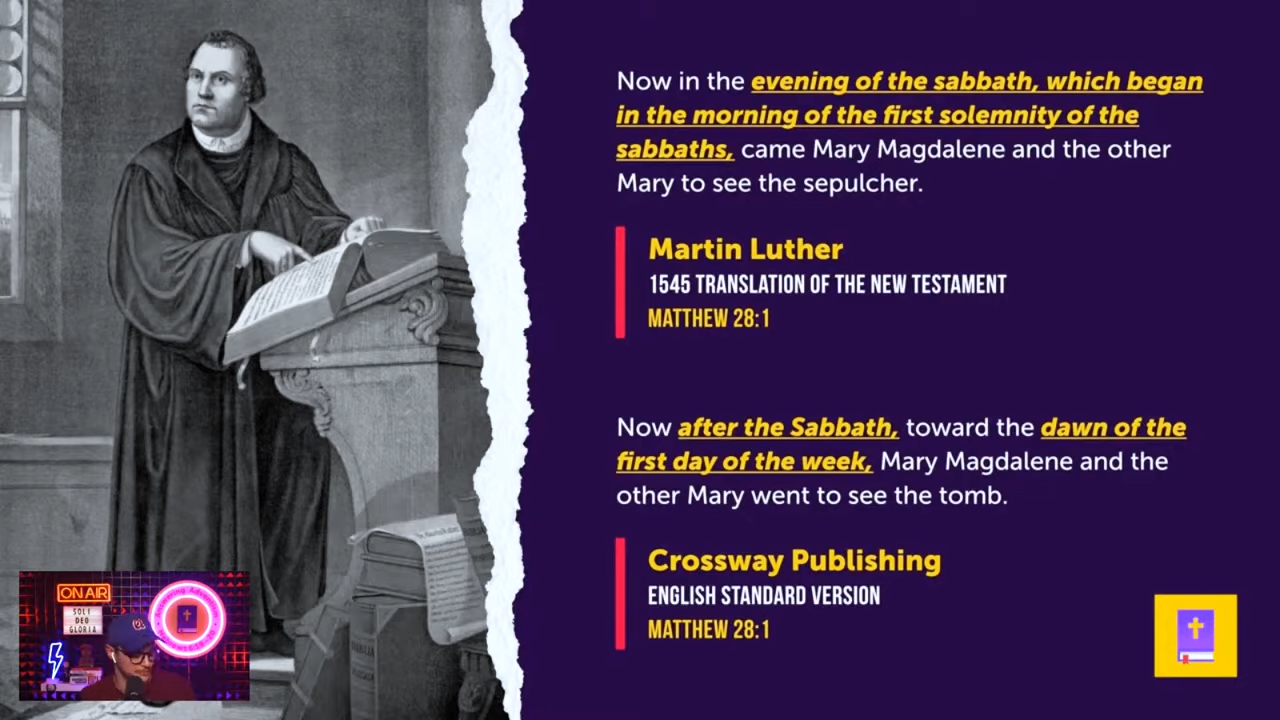 Now in the evening of the sabbath, which began
in the morning of the first solemnity of the
sabbaths, came Mary Magdalene and the other
Mary to see the sepulcher.
Martin Luther
1545 TRANSLATION OF THE NEW TESTAMENT
MATTHEW 28:1
Now after the Sabbath, toward the dawn of the
first day of the week, Mary Magdalene and the
other Mary went to see the tomb.
Crossway Publishing
ENGLISH STANDARD VERSION
MATTHEW 28:1
ON AIR
SOLI
DEO
GLORIA